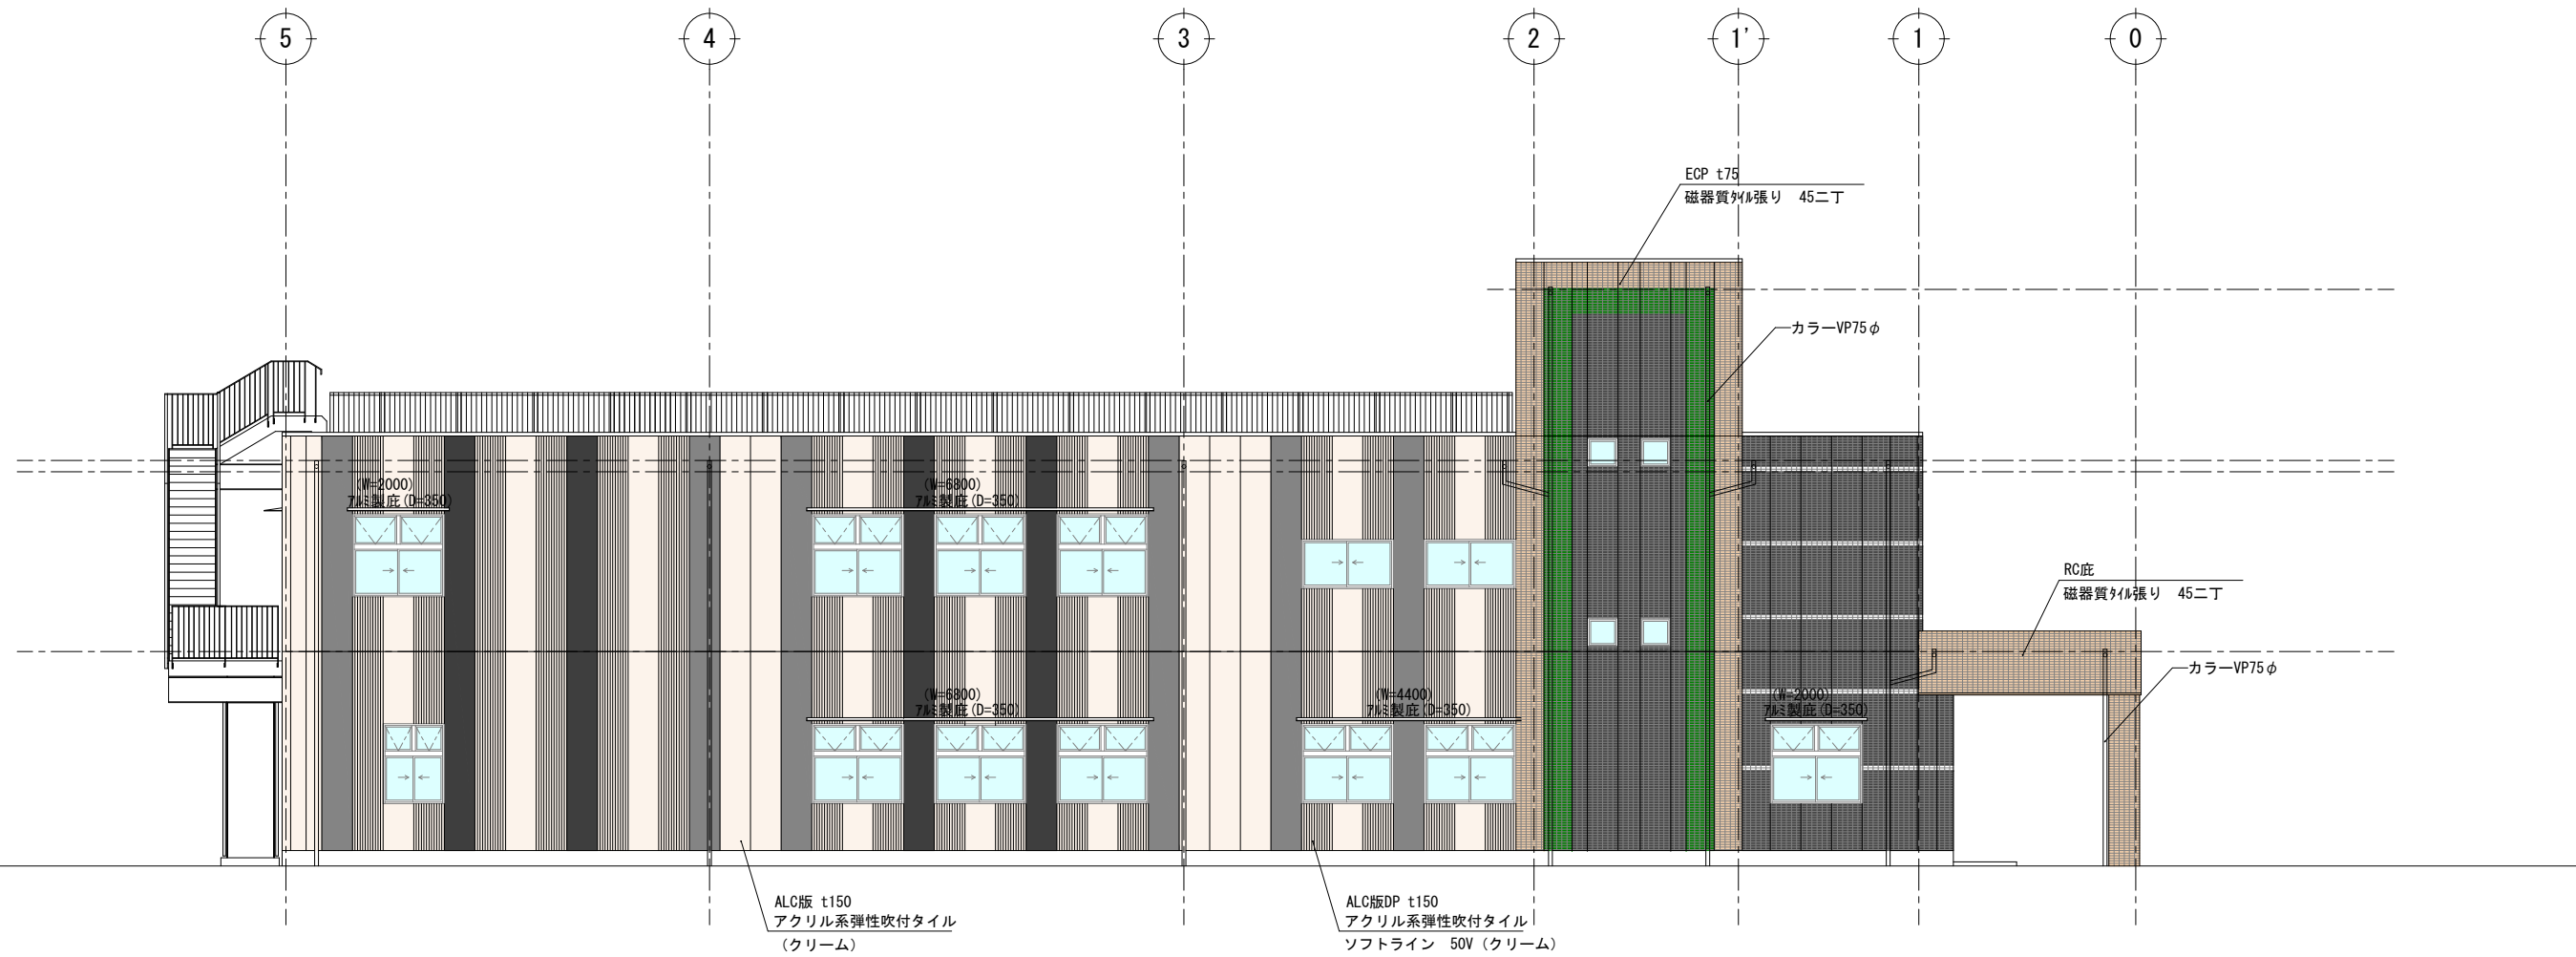 5
4
3
2
1'
1
0
ECP t75
磁器質ﾀｲﾙ張り 45二丁
カラーVP75φ
(W=2000)
ｱﾙﾐ製庇(D=350)
(W=6800)
ｱﾙﾐ製庇(D=350)
RC庇
磁器質ﾀｲﾙ張り 45二丁
カラーVP75φ
(W=6800)
ｱﾙﾐ製庇(D=350)
(W=4400)
ｱﾙﾐ製庇(D=350)
(W=2000)
ｱﾙﾐ製庇(D=350)
ALC版 t150
アクリル系弾性吹付タイル
（クリーム）
ALC版DP t150
アクリル系弾性吹付タイル
ソフトライン 50V（クリーム）